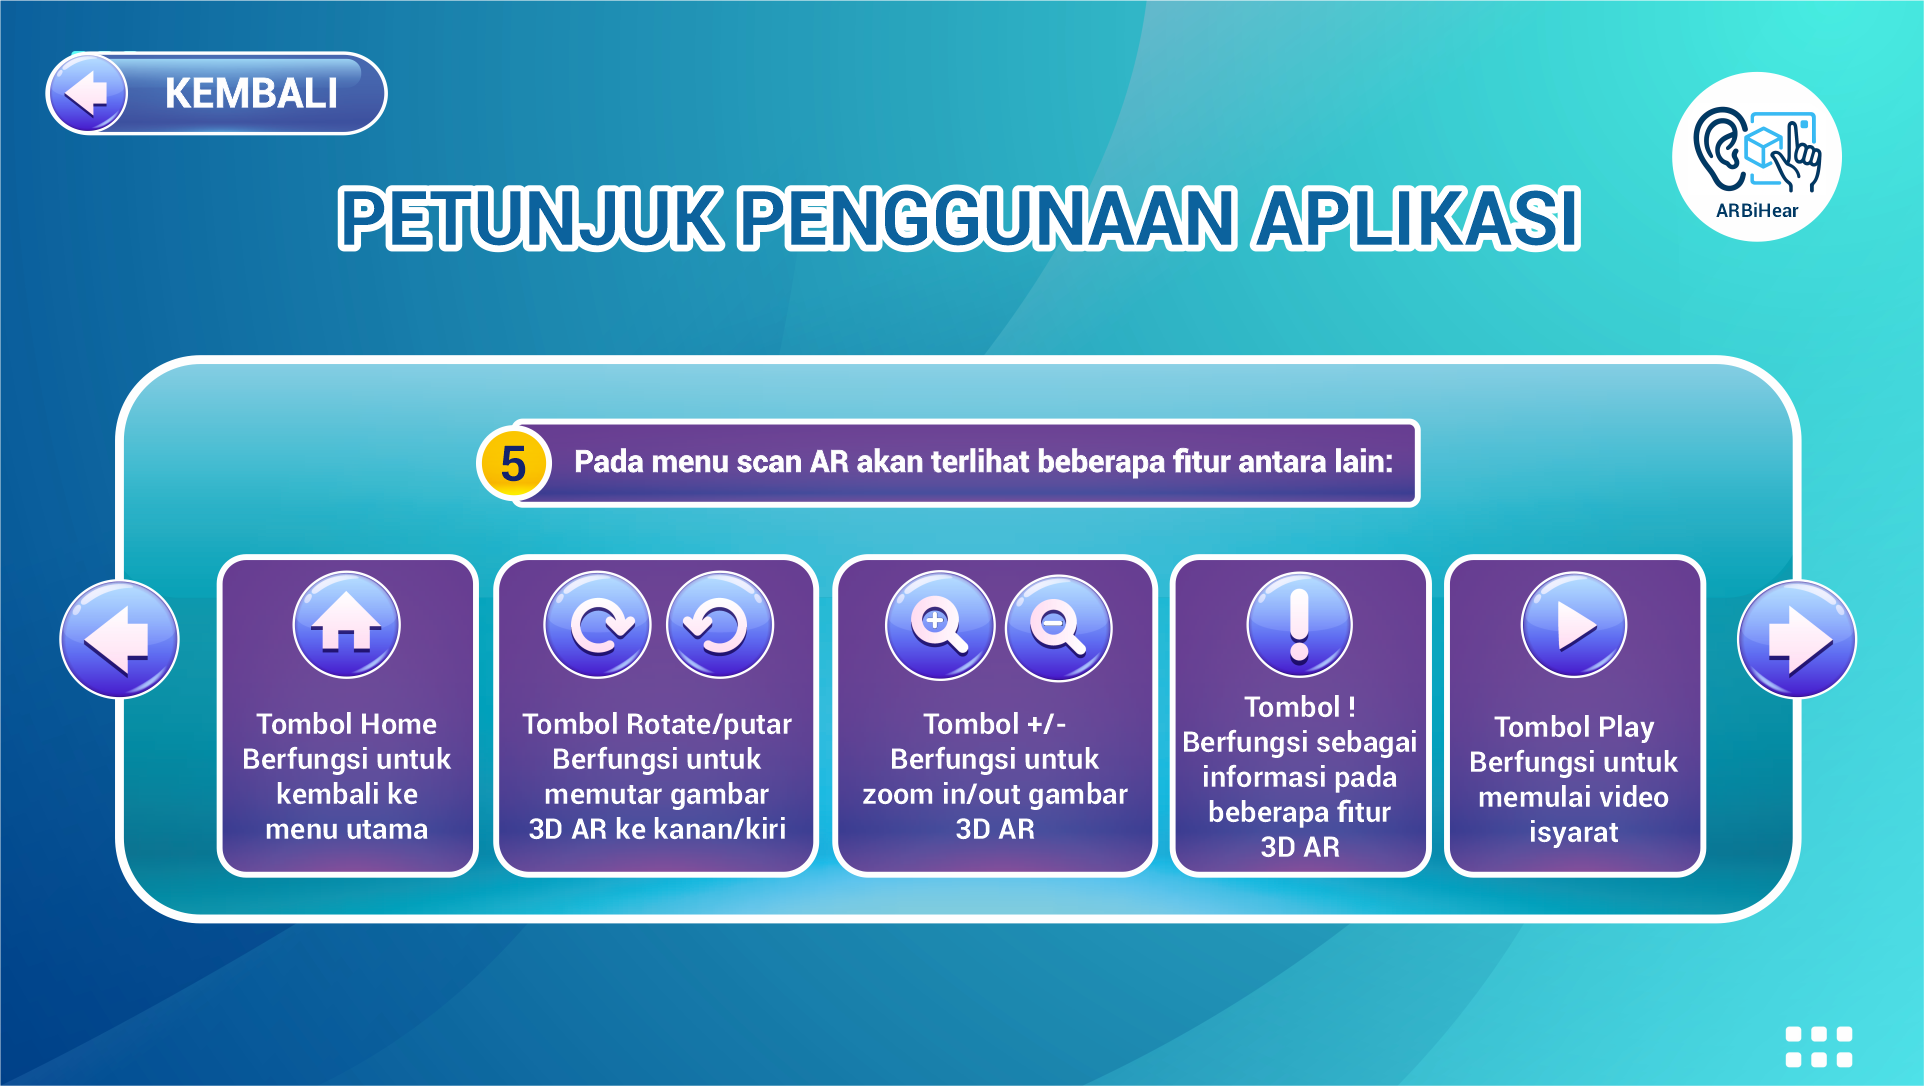 KEMBALI
ARBiHear
PETUNJUK PENGGUNAAN APLIKASI
5
Pada menu scan AR akan terlihat beberapa fitur antara lain:
Tombol Home
Berfungsi untuk
kembali ke
menu utama
Tombol Rotate/putar
Berfungsi untuk
memutar gambar
3D AR ke kanan/kiri
Tombol +/-
Berfungsi untuk
zoom in/out gambar
3D AR
Tombol !
Berfungsi sebagai
informasi pada
beberapa fitur
3D AR
Tombol Play
Berfungsi untuk
memulai video
isyarat